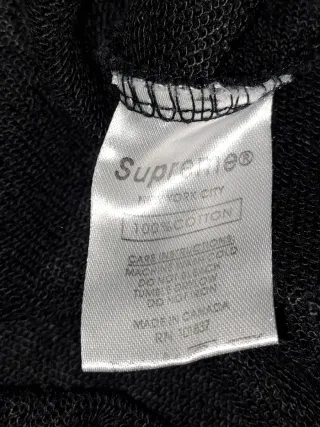 Supreme®
NEW YORK CITY
100% COTTON
CARE INSTRUCTIONS:
MACHINE WASH COLD
DO NOT BLEACH
TUMBLE DRY LOW
DO NOT IRON
MADE IN CANADA
RN 101837